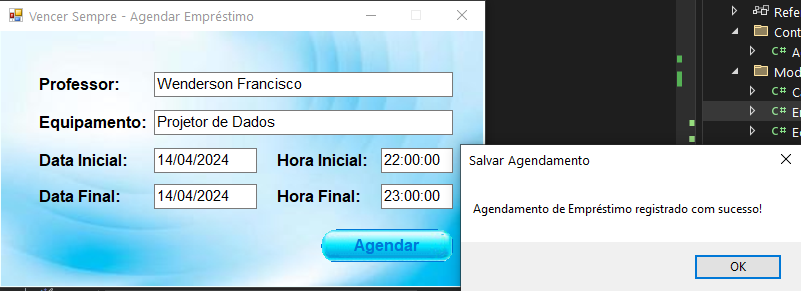 Vencer Sempre - Agendar Empréstimo
Professor: Wenderson Francisco
Equipamento: Projetor de Dados
Data Inicial: 14/04/2024 Hora Inicial: 22:00:00
Data Final: 14/04/2024 Hora Final: 23:00:00
Agendar
Refe
Cont
A
Mod
C# C
C# E
C# E
Salvar Agendamento
Agendamento de Empréstimo registrado com sucesso!
OK